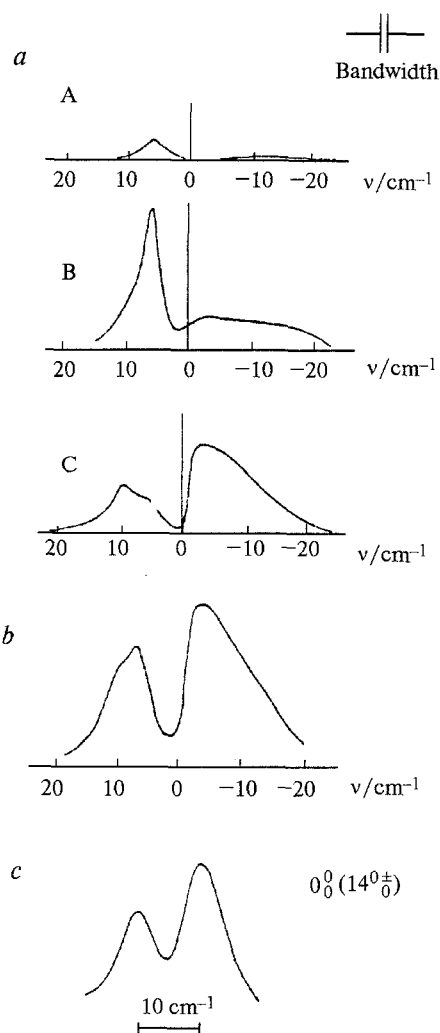 Bandwidth
a
A
20 10 0 −10 −20 ν/cm⁻¹
B
20 10 0 −10 −20 ν/cm⁻¹
C
20 10 0 −10 −20 ν/cm⁻¹
b
20 10 0 −10 −20 ν/cm⁻¹
c
0⁰₀(14⁰±₀)
10 cm⁻¹